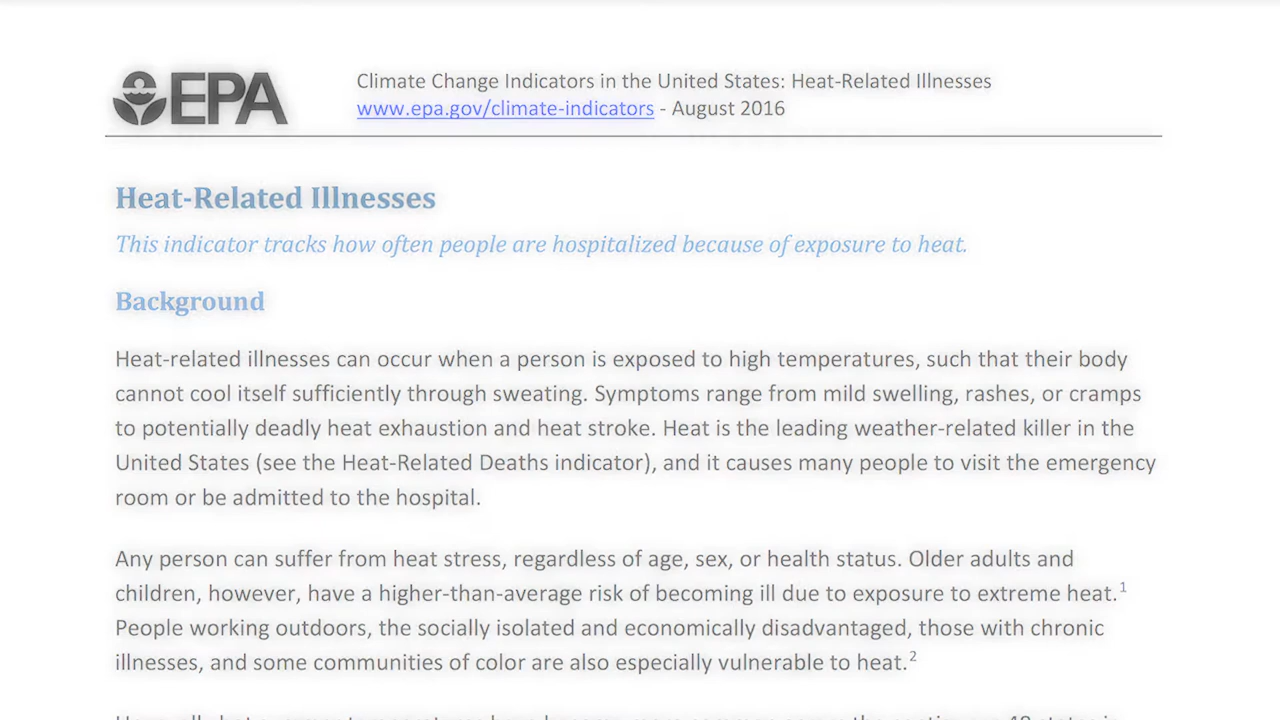 EPA
Climate Change Indicators in the United States: Heat-Related Illnesses
www.epa.gov/climate-indicators - August 2016
Heat-Related Illnesses
This indicator tracks how often people are hospitalized because of exposure to heat.
Background
Heat-related illnesses can occur when a person is exposed to high temperatures, such that their body
cannot cool itself sufficiently through sweating. Symptoms range from mild swelling, rashes, or cramps
to potentially deadly heat exhaustion and heat stroke. Heat is the leading weather-related killer in the
United States (see the Heat-Related Deaths indicator), and it causes many people to visit the emergency
room or be admitted to the hospital.
Any person can suffer from heat stress, regardless of age, sex, or health status. Older adults and
children, however, have a higher-than-average risk of becoming ill due to exposure to extreme heat.1
People working outdoors, the socially isolated and economically disadvantaged, those with chronic
illnesses, and some communities of color are also especially vulnerable to heat.2